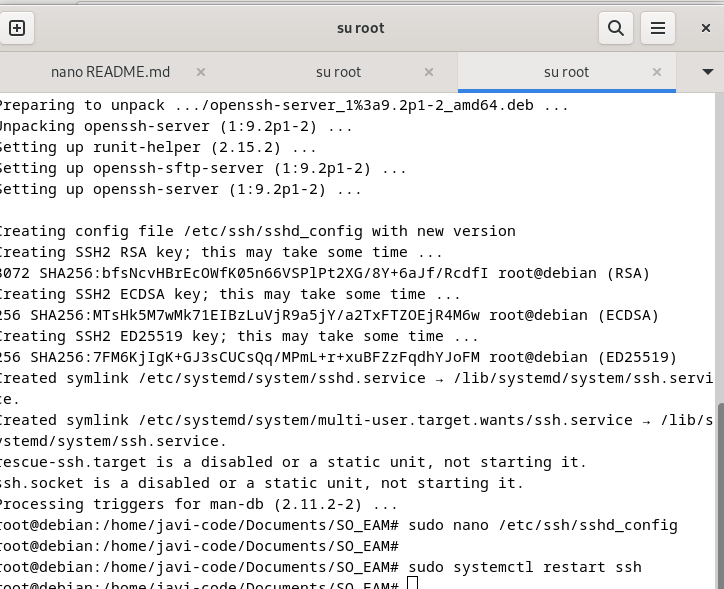 su root
nano README.md
su root
su root
Preparing to unpack .../openssh-server_1%3a9.2p1-2_amd64.deb ...
Unpacking openssh-server (1:9.2p1-2) ...
Setting up runit-helper (2.15.2) ...
Setting up openssh-sftp-server (1:9.2p1-2) ...
Setting up openssh-server (1:9.2p1-2) ...
Creating config file /etc/ssh/sshd_config with new version
Creating SSH2 RSA key; this may take some time ...
3072 SHA256:bfsNcvHBrEcOWfK05n66VSPlPt2XG/8Y+6aJf/RcdfI root@debian (RSA)
Creating SSH2 ECDSA key; this may take some time ...
256 SHA256:MTsHk5M7wMk71EIBzLuVjR9a5jY/a2TxFTZOEjR4M6w root@debian (ECDSA)
Creating SSH2 ED25519 key; this may take some time ...
256 SHA256:7FM6KjIgK+GJ3sCUCsQq/MPmL+r+xuBFZzFqdhYJoFM root@debian (ED25519)
Created symlink /etc/systemd/system/sshd.service → /lib/systemd/system/ssh.servi
ce.
Created symlink /etc/systemd/system/multi-user.target.wants/ssh.service → /lib/s
ystemd/system/ssh.service.
rescue-ssh.target is a disabled or a static unit, not starting it.
ssh.socket is a disabled or a static unit, not starting it.
Processing triggers for man-db (2.11.2-2) ...
root@debian:/home/javi-code/Documents/SO_EAM# sudo nano /etc/ssh/sshd_config
root@debian:/home/javi-code/Documents/SO_EAM#
root@debian:/home/javi-code/Documents/SO_EAM# sudo systemctl restart ssh
root@debian:/home/javi-code/Documents/SO_EAM#